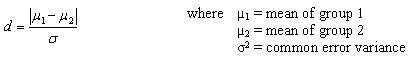 d = |μ₁ − μ₂| / σ where μ₁ = mean of group 1
μ₂ = mean of group 2
σ² = common error variance